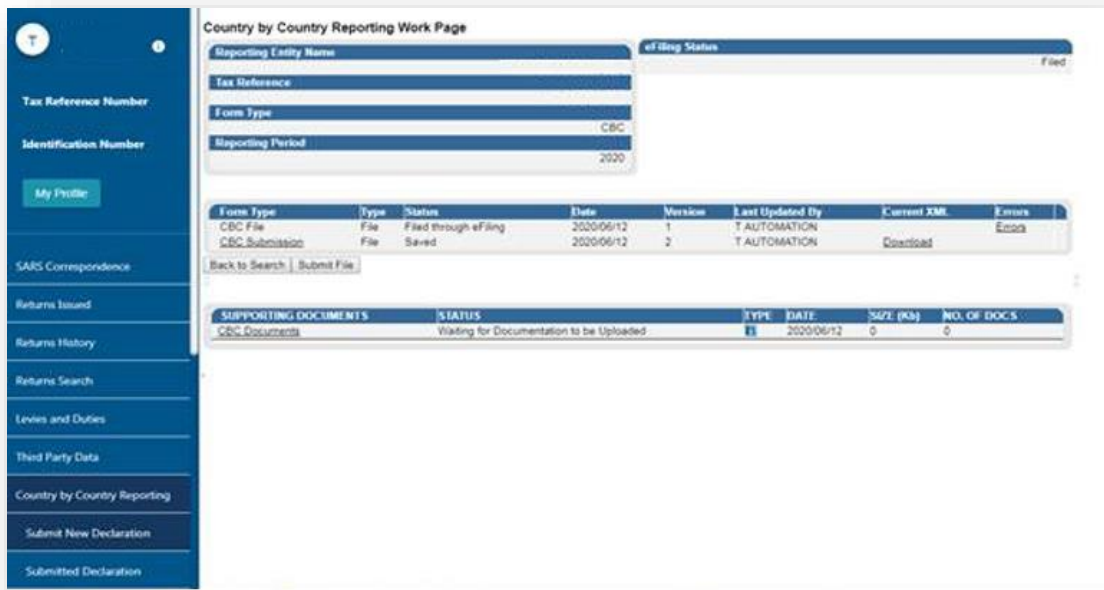 T
i
Tax Reference Number
Identification Number
My Profile
SARS Correspondence
Returns Issued
Returns History
Returns Search
Levies and Duties
Third Party Data
Country by Country Reporting
Submit New Declaration
Submitted Declaration
Country by Country Reporting Work Page
Reporting Entity Name
Tax Reference
Form Type
CBC
Reporting Period
2020
eFiling Status
Filed
Form Type Type Status Date Version Last Updated By Current XML Errors
CBC File File Filed through eFiling 2020/06/12 1 T AUTOMATION Errors
CBC Submission File Saved 2020/06/12 2 T AUTOMATION Download
Back to Search Submit File
SUPPORTING DOCUMENTS STATUS TYPE DATE SIZE (Kb) NO. OF DOCS
CBC Documents Waiting for Documentation to be Uploaded 2020/06/12 0 0